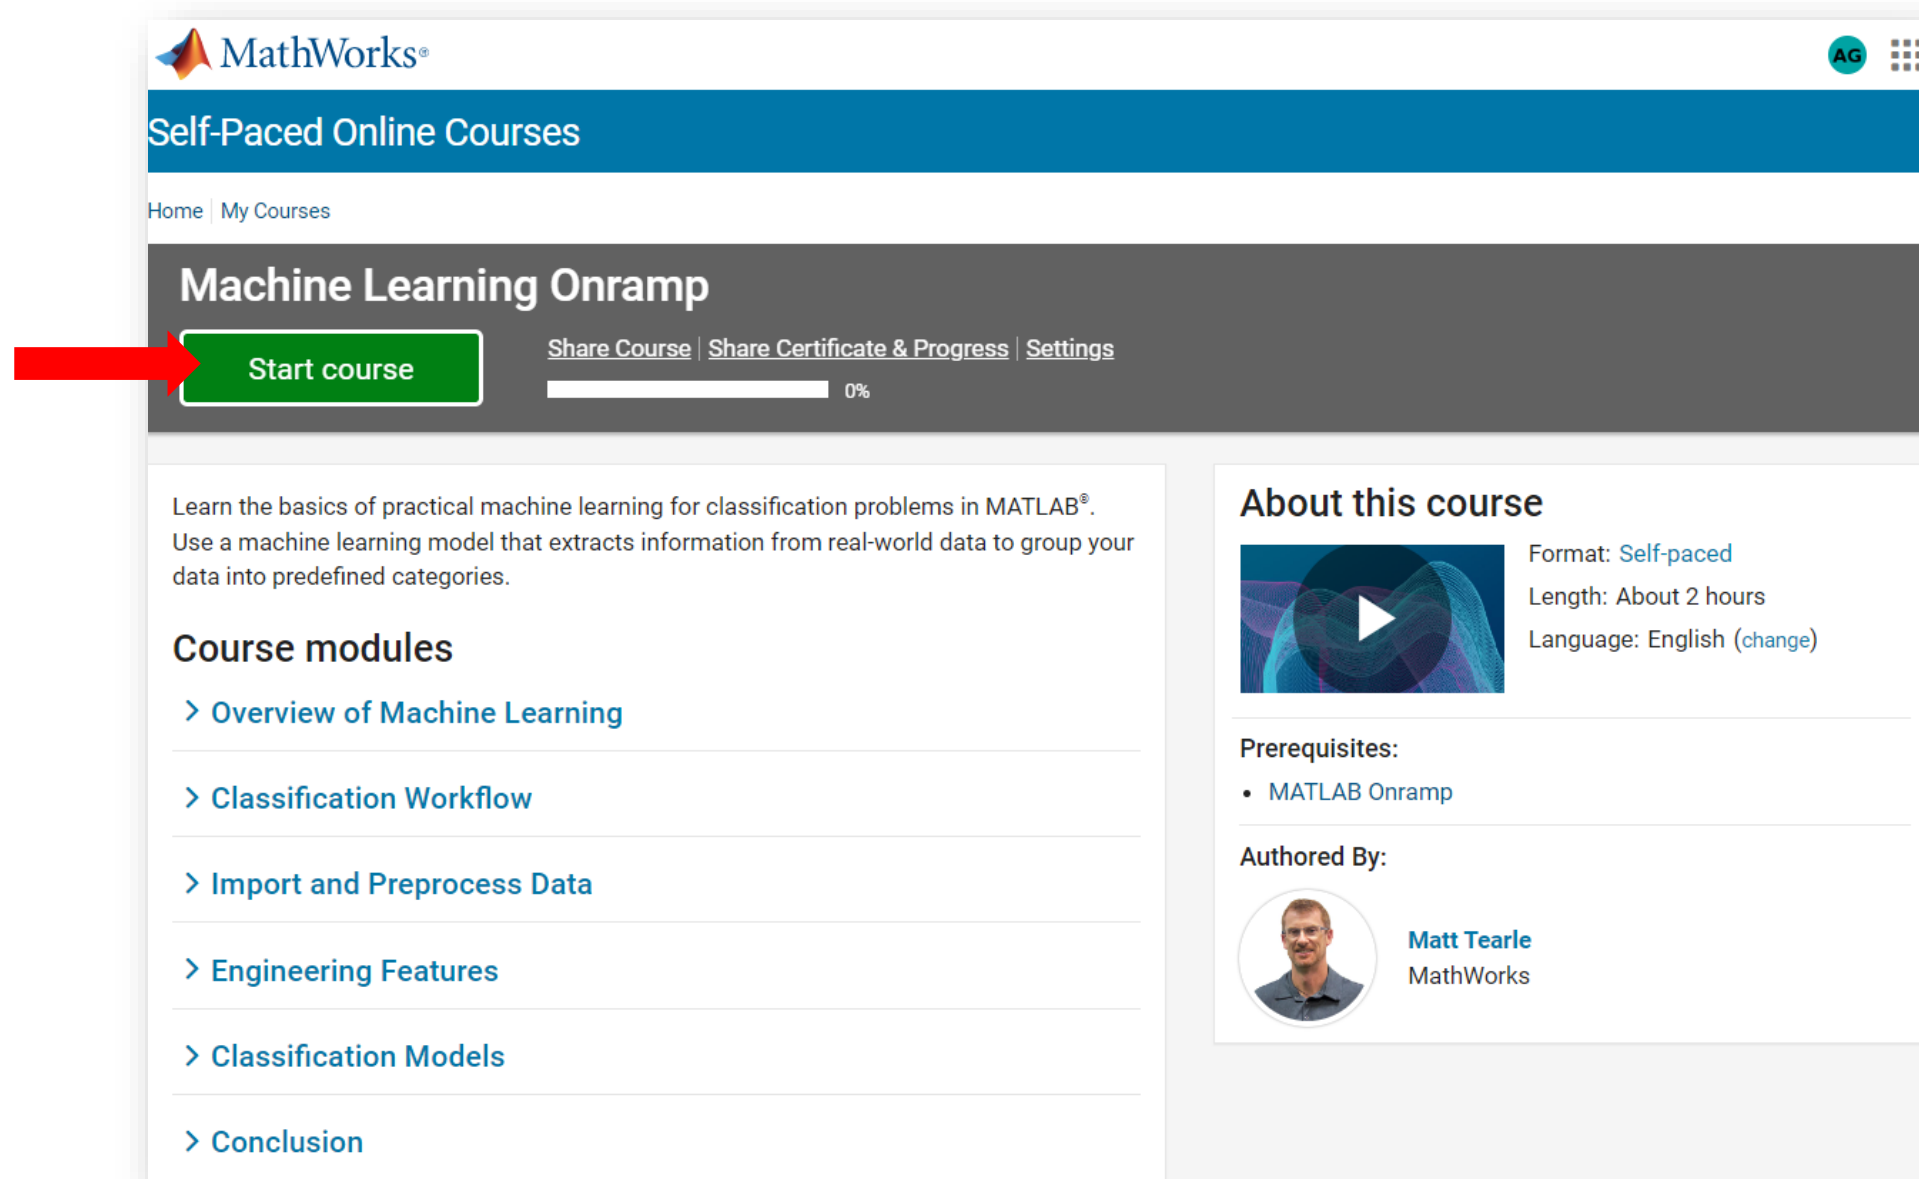 MathWorks®
AG
Self-Paced Online Courses
Home | My Courses
Machine Learning Onramp
Start course
Share Course | Share Certificate & Progress | Settings
0%
Learn the basics of practical machine learning for classification problems in MATLAB®.
Use a machine learning model that extracts information from real-world data to group your
data into predefined categories.
Course modules
Overview of Machine Learning
Classification Workflow
Import and Preprocess Data
Engineering Features
Classification Models
Conclusion
About this course
Format: Self-paced
Length: About 2 hours
Language: English (change)
Prerequisites:
• MATLAB Onramp
Authored By:
Matt Tearle
MathWorks